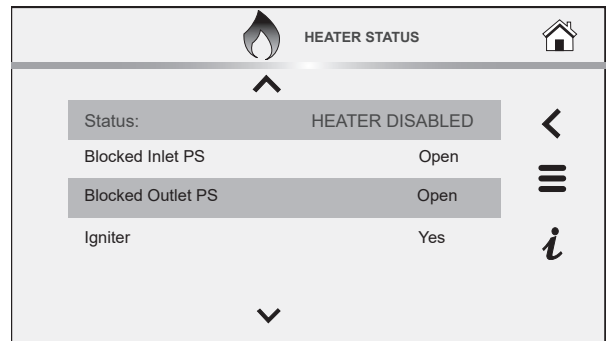 HEATER STATUS
Status: HEATER DISABLED
Blocked Inlet PS Open
Blocked Outlet PS Open
Igniter Yes
i